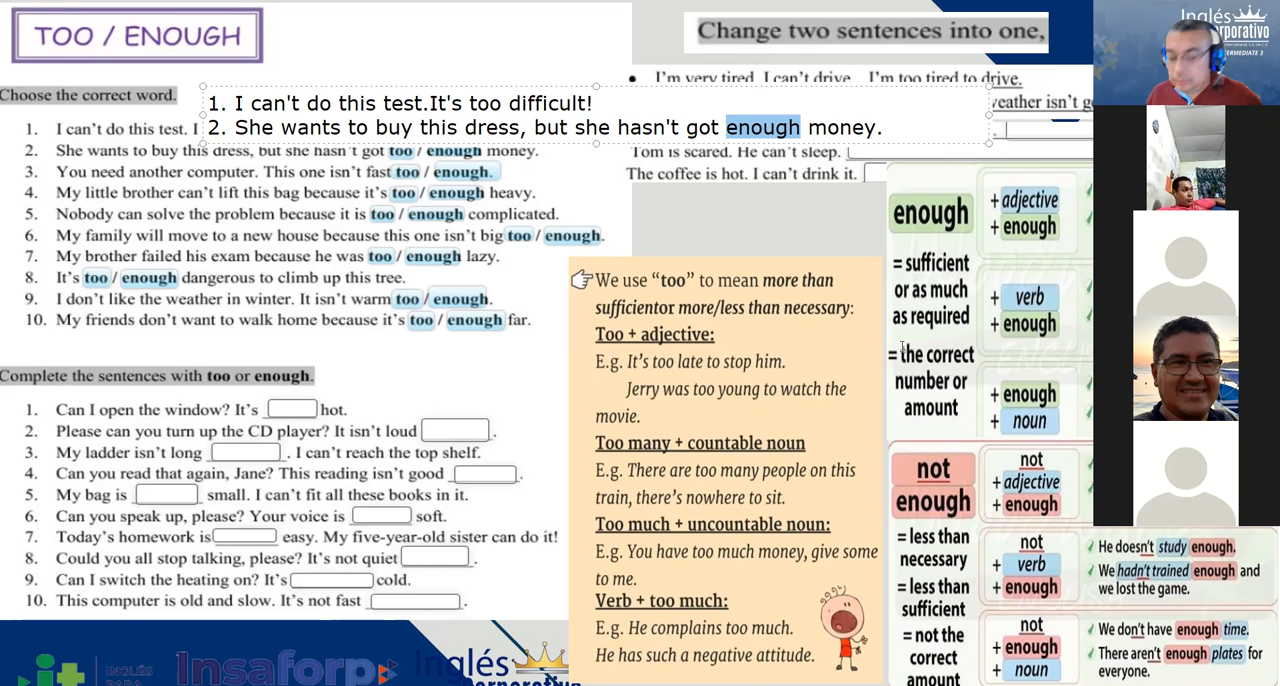 TOO / ENOUGH
Choose the correct word.
1. I can't do this test. I
2. She wants to buy this dress, but she hasn't got too / enough money.
3. You need another computer. This one isn't fast too / enough.
4. My little brother can't lift this bag because it's too / enough heavy.
5. Nobody can solve the problem because it is too / enough complicated.
6. My family will move to a new house because this one isn't big too / enough.
7. My brother failed his exam because he was too / enough lazy.
8. It's too / enough dangerous to climb up this tree.
9. I don't like the weather in winter. It isn't warm too / enough.
10. My friends don't want to walk home because it's too / enough far.
1. I can't do this test.It's too difficult!
2. She wants to buy this dress, but she hasn't got enough money.
Complete the sentences with too or enough.
1. Can I open the window? It's hot.
2. Please can you turn up the CD player? It isn't loud .
3. My ladder isn't long . I can't reach the top shelf.
4. Can you read that again, Jane? This reading isn't good .
5. My bag is small. I can't fit all these books in it.
6. Can you speak up, please? Your voice is soft.
7. Today's homework is easy. My five-year-old sister can do it!
8. Could you all stop talking, please? It's not quiet .
9. Can I switch the heating on? It's cold.
10. This computer is old and slow. It's not fast .
Change two sentences into one,
• I'm very tired. I can't drive. I'm too tired to drive.
weather isn't g
Tom is scared. He can't sleep.
The coffee is hot. I can't drink it.
We use "too" to mean more than
sufficientor more/less than necessary:
Too + adjective:
E.g. It's too late to stop him.
Jerry was too young to watch the
movie.
Too many + countable noun
E.g. There are too many people on this
train, there's nowhere to sit.
Too much + uncountable noun:
E.g. You have too much money, give some
to me.
Verb + too much:
E.g. He complains too much.
He has such a negative attitude.
enough
= sufficient
or as much
as required
= the correct
number or
amount
+ adjective
+ enough
+ verb
+ enough
+ enough
+ noun
not
enough
= less than
necessary
= less than
sufficient
= not the
correct
amount
not
+ adjective
+ enough
not
+ verb
+ enough
not
+ enough
+ noun
✓ He doesn't study enough.
✓ We hadn't trained enough and
we lost the game.
✓ We don't have enough time.
✓ There aren't enough plates for
everyone.
Inglés
rporativo
TERMEDIATE 3
INGLÉS
PARA
Insaforp
Inglés